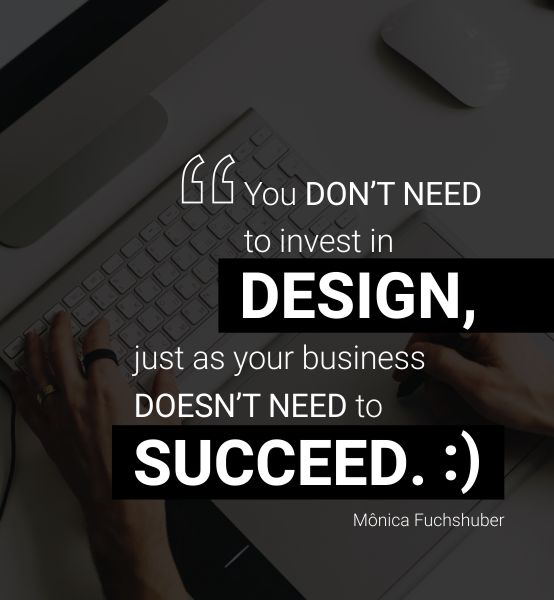 “ You DON’T NEED
to invest in
DESIGN,
just as your business
DOESN’T NEED to
SUCCEED. :)
Mônica Fuchshuber